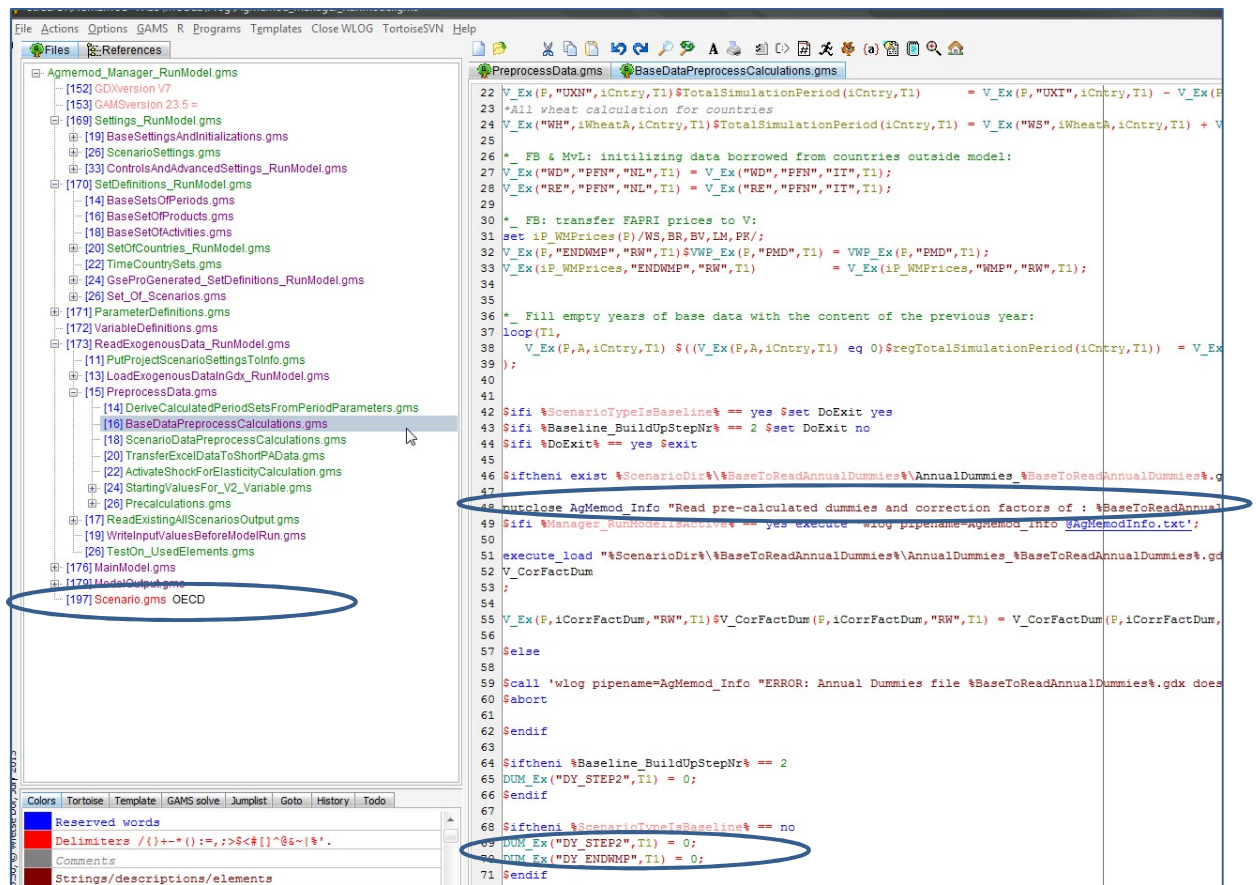 File Actions Options GAMS R Programs Templates Close WLOG TortoiseSVN Help
Files References
Agmemod_Manager_RunModel.gms
[152] GDXversion V7
[153] GAMSversion 23.5 =
[169] Settings_RunModel.gms
[19] BaseSettingsAndInitializations.gms
[26] ScenarioSettings.gms
[33] ControlsAndAdvancedSettings_RunModel.gms
[170] SetDefinitions_RunModel.gms
[14] BaseSetsOfPeriods.gms
[16] BaseSetOfProducts.gms
[18] BaseSetOfActivities.gms
[20] SetOfCountries_RunModel.gms
[22] TimeCountrySets.gms
[24] GseProGenerated_SetDefinitions_RunModel.gms
[26] Set_Of_Scenarios.gms
[171] ParameterDefinitions.gms
[172] VariableDefinitions.gms
[173] ReadExogenousData_RunModel.gms
[11] PutProjectScenarioSettingsToInfo.gms
[13] LoadExogenousDataInGdx_RunModel.gms
[15] PreprocessData.gms
[14] DeriveCalculatedPeriodSetsFromPeriodParameters.gms
[16] BaseDataPreprocessCalculations.gms
[18] ScenarioDataPreprocessCalculations.gms
[20] TransferExcelDataToShortPAData.gms
[22] ActivateShockForElasticityCalculation.gms
[24] StartingValuesFor_V2_Variable.gms
[26] Precalculations.gms
[17] ReadExistingAllScenariosOutput.gms
[19] WriteInputValuesBeforeModelRun.gms
[26] TestOn_UsedElements.gms
[176] MainModel.gms
[179] ModelOutput.gms
[197] Scenario.gms OECD
Colors Tortoise Template GAMS solve Jumplist Goto History Todo
Reserved words
Delimiters /{}+-*():=,;>$<#[]^@&~|%'.
Comments
Strings/descriptions/elements
PreprocessData.gms BaseDataPreprocessCalculations.gms
22 V_Ex(P,"UXN",iCntry,T1)$TotalSimulationPeriod(iCntry,T1) = V_Ex(P,"UXT",iCntry,T1) - V_Ex(P
23 *All wheat calculation for countries
24 V_Ex("WH",iWheatA,iCntry,T1)$TotalSimulationPeriod(iCntry,T1) = V_Ex("WS",iWheatA,iCntry,T1) + V
25
26 *_ FB & MvL: initilizing data borrowed from countries outside model:
27 V_Ex("WD","PFN","NL",T1) = V_Ex("WD","PFN","IT",T1);
28 V_Ex("RE","PFN","NL",T1) = V_Ex("RE","PFN","IT",T1);
29
30 *_ FB: transfer FAPRI prices to V:
31 set iP_WMPrices(P)/WS,BR,BV,LM,PK/;
32 V_Ex(P,"ENDWMP","RW",T1)$VWP_Ex(P,"PMD",T1) = VWP_Ex(P,"PMD",T1);
33 V_Ex(iP_WMPrices,"ENDWMP","RW",T1) = V_Ex(iP_WMPrices,"WMP","RW",T1);
34
35
36 *_ Fill empty years of base data with the content of the previous year:
37 loop(T1,
38 V_Ex(P,A,iCntry,T1) $((V_Ex(P,A,iCntry,T1) eq 0)$regTotalSimulationPeriod(iCntry,T1)) = V_Ex
39 );
40
41
42 $ifi %ScenarioTypeIsBaseline% == yes $set DoExit yes
43 $ifi %Baseline_BuildUpStepNr% == 2 $set DoExit no
44 $ifi %DoExit% == yes $exit
45
46 $iftheni exist %ScenarioDir%\%BaseToReadAnnualDummies%\AnnualDummies_%BaseToReadAnnualDummies%.g
47
48 putclose AgMemod_Info "Read pre-calculated dummies and correction factors of : %BaseToReadAnnual
49 $ifi %Manager_RunModelIsActive% == yes execute 'wlog pipename=AgMemod_Info @AgMemodInfo.txt';
50
51 execute_load "%ScenarioDir%\%BaseToReadAnnualDummies%\AnnualDummies_%BaseToReadAnnualDummies%.gd
52 V_CorFactDum
53 ;
54
55 V_Ex(P,iCorrFactDum,"RW",T1)$V_CorFactDum(P,iCorrFactDum,"RW",T1) = V_CorFactDum(P,iCorrFactDum,
56
57 $else
58
59 $call 'wlog pipename=AgMemod_Info "ERROR: Annual Dummies file %BaseToReadAnnualDummies%.gdx does
60 $abort
61
62 $endif
63
64 $iftheni %Baseline_BuildUpStepNr% == 2
65 DUM_Ex("DY_STEP2",T1) = 0;
66 $endif
67
68 $iftheni %ScenarioTypeIsBaseline% == no
69 DUM_Ex("DY_STEP2",T1) = 0;
70 DUM_Ex("DY_ENDWMP",T1) = 0;
71 $endif